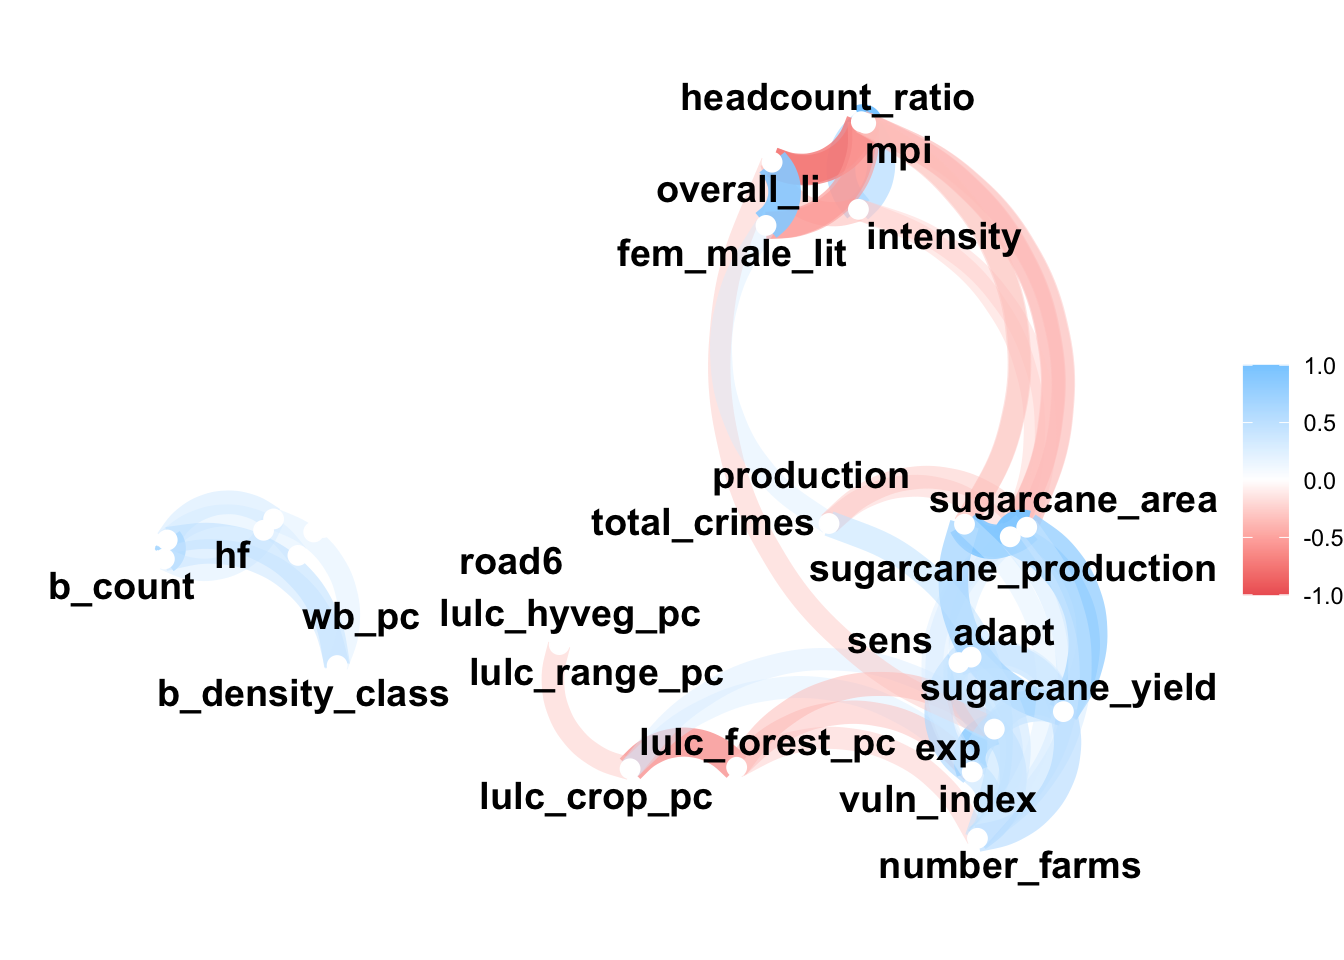 headcount_ratio
mpi
overall_li
intensity
fem_male_lit
1.0
0.5
0.0
-0.5
-1.0
production
sugarcane_area
total_crimes
hf
road6
sugarcane_production
b_count
wb_pc
lulc_hyveg_pc
sens
adapt
lulc_range_pc
b_density_class
sugarcane_yield
lulc_forest_pc
exp
lulc_crop_pc
vuln_index
number_farms